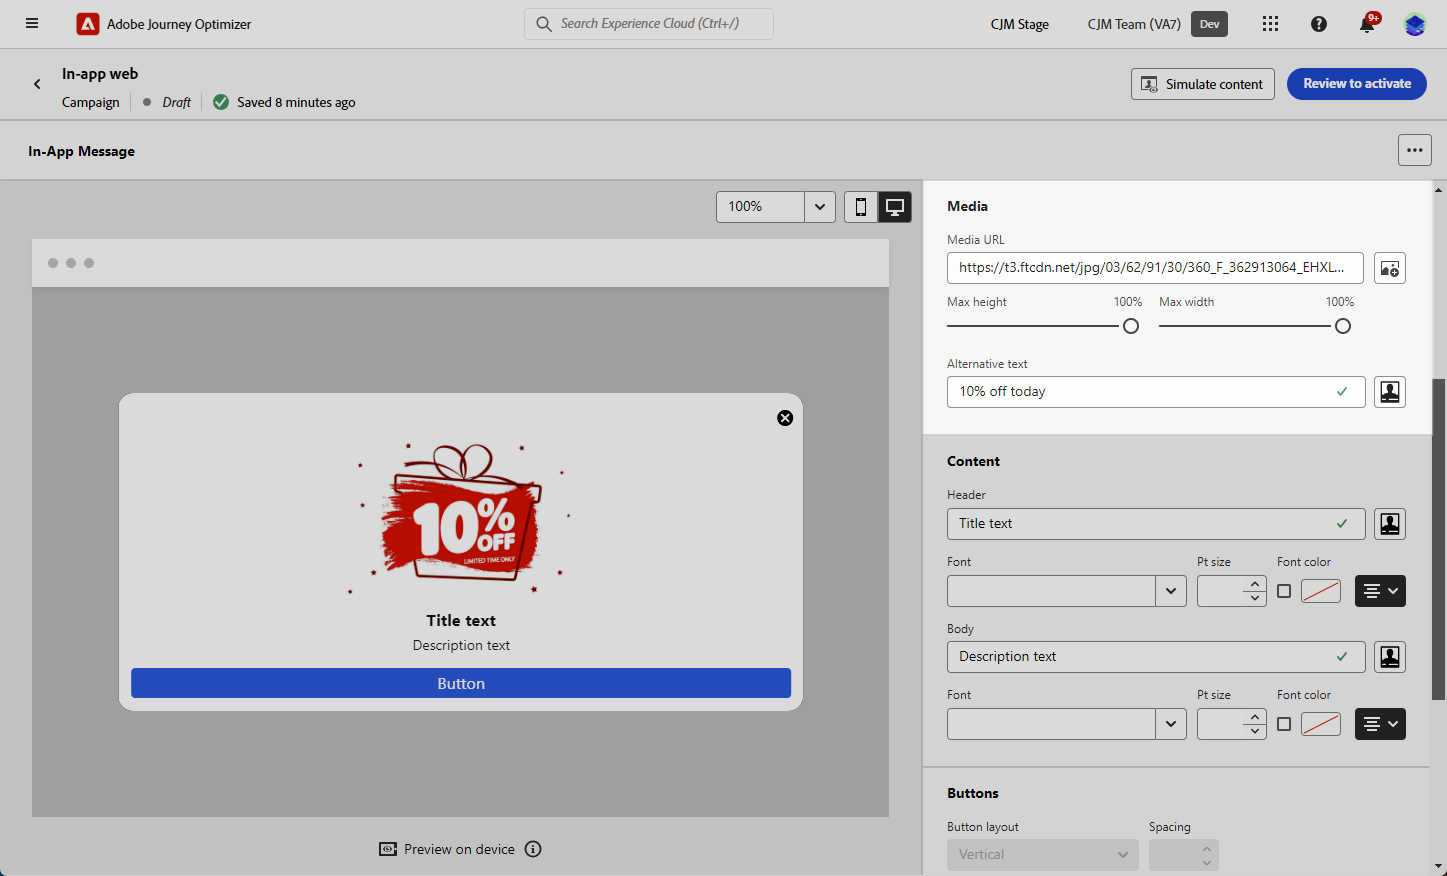 Adobe Journey Optimizer
Search Experience Cloud (Ctrl+/)
CJM Stage
CJM Team (VA7)
Dev
9+
In-app web
Campaign
Draft
Saved 8 minutes ago
Simulate content
Review to activate
In-App Message
100%
10%
OFF
LIMITED TIME ONLY
Title text
Description text
Button
Preview on device
Media
Media URL
https://t3.ftcdn.net/jpg/03/62/91/30/360_F_362913064_EHXL...
Max height 100% Max width 100%
Alternative text
10% off today
Content
Header
Title text
Font Pt size Font color
Body
Description text
Font Pt size Font color
Buttons
Button layout Spacing
Vertical